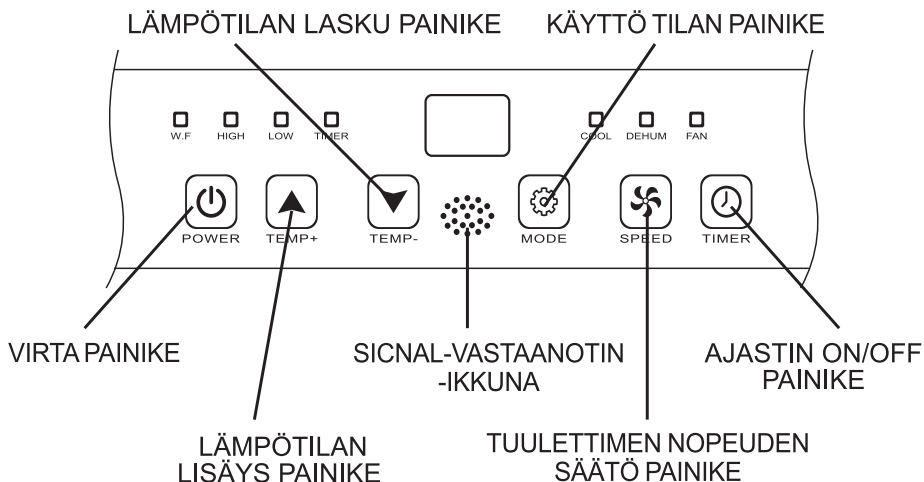 LÄMPÖTILAN LASKU PAINIKE
KÄYTTÖ TILAN PAINIKE
W.F HIGH LOW TIMER COOL DEHUM FAN
POWER TEMP+ TEMP- MODE SPEED TIMER
VIRTA PAINIKE
SICNAL-VASTAANOTIN
-IKKUNA
AJASTIN ON/OFF
PAINIKE
LÄMPÖTILAN
LISÄYS PAINIKE
TUULETTIMEN NOPEUDEN
SÄÄTÖ PAINIKE